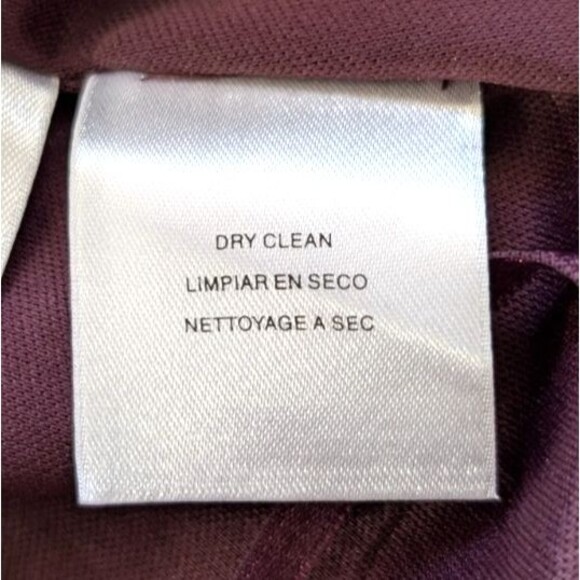 DRY CLEAN
LIMPIAR EN SECO
NETTOYAGE A SEC